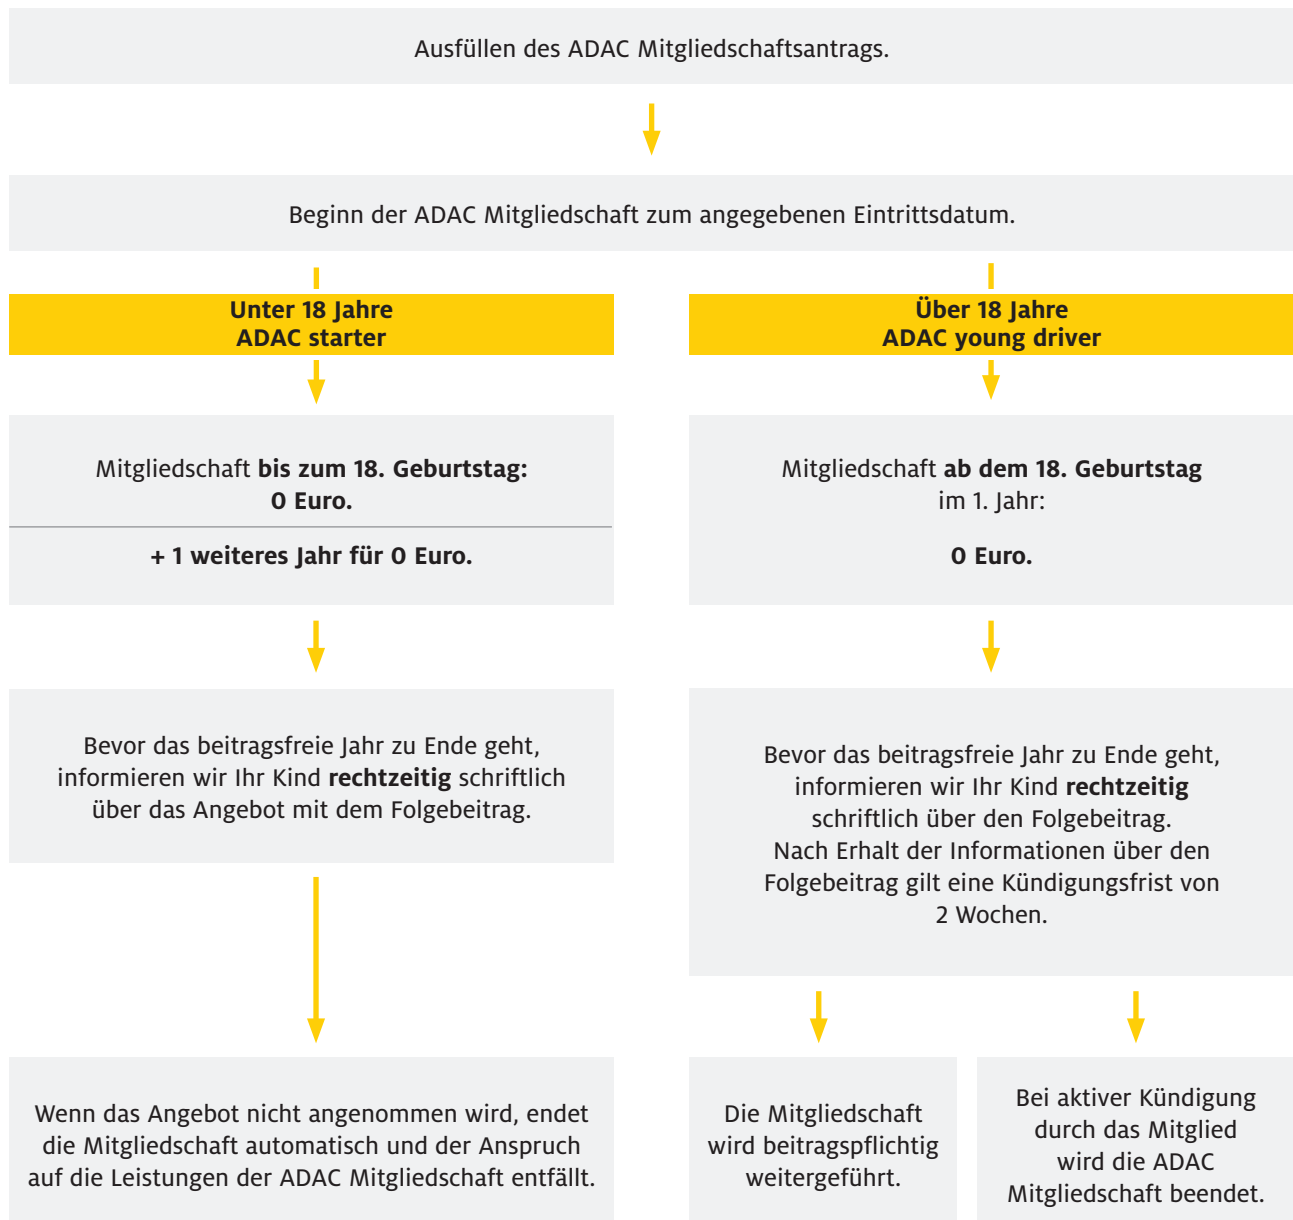 Ausfüllen des ADAC Mitgliedschaftsantrags.
Beginn der ADAC Mitgliedschaft zum angegebenen Eintrittsdatum.
Unter 18 Jahre
ADAC starter
Mitgliedschaft bis zum 18. Geburtstag:
0 Euro.
+ 1 weiteres Jahr für 0 Euro.
Bevor das beitragsfreie Jahr zu Ende geht,
informieren wir Ihr Kind rechtzeitig schriftlich
über das Angebot mit dem Folgebeitrag.
Wenn das Angebot nicht angenommen wird, endet
die Mitgliedschaft automatisch und der Anspruch
auf die Leistungen der ADAC Mitgliedschaft entfällt.
Über 18 Jahre
ADAC young driver
Mitgliedschaft ab dem 18. Geburtstag
im 1. Jahr:
0 Euro.
Bevor das beitragsfreie Jahr zu Ende geht,
informieren wir Ihr Kind rechtzeitig
schriftlich über den Folgebeitrag.
Nach Erhalt der Informationen über den
Folgebeitrag gilt eine Kündigungsfrist von
2 Wochen.
Die Mitgliedschaft
wird beitragspflichtig
weitergeführt.
Bei aktiver Kündigung
durch das Mitglied
wird die ADAC
Mitgliedschaft beendet.